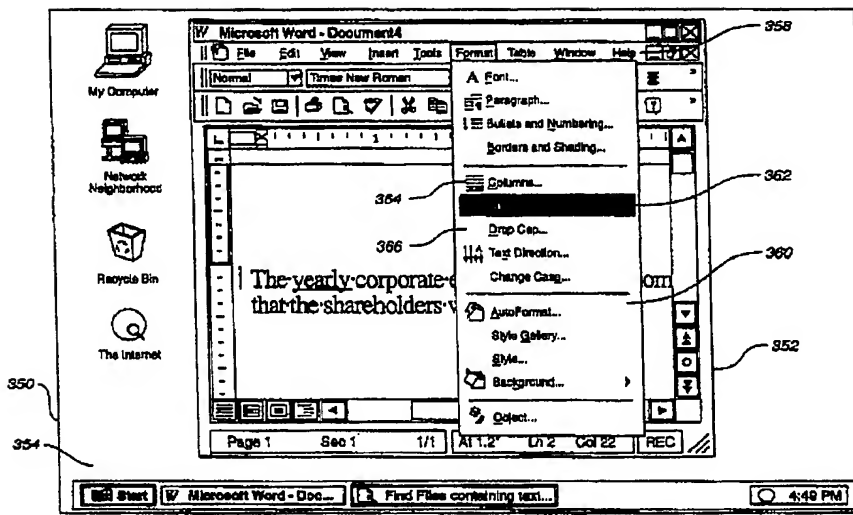 W Microsoft Word - Document4
358
File Edit View Insert Tools Format Table Window Help
Normal Times New Roman
My Computer
Network Neighborhood
Recycle Bin
The Internet
Font...
Paragraph...
Bullets and Numbering...
Borders and Shading...
364
Columns...
362
366
Drop Cap...
Text Direction...
Change Case...
360
The yearly corporate
om
that the shareholders
AutoFormat...
Style Gallery...
Style...
Background...
Object...
352
350
354
Page 1 Sec 1 1/1 At 1.2" Ln 2 Col 22 REC
Start W Microsoft Word - Doc... Find Files containing text... 4:49 PM